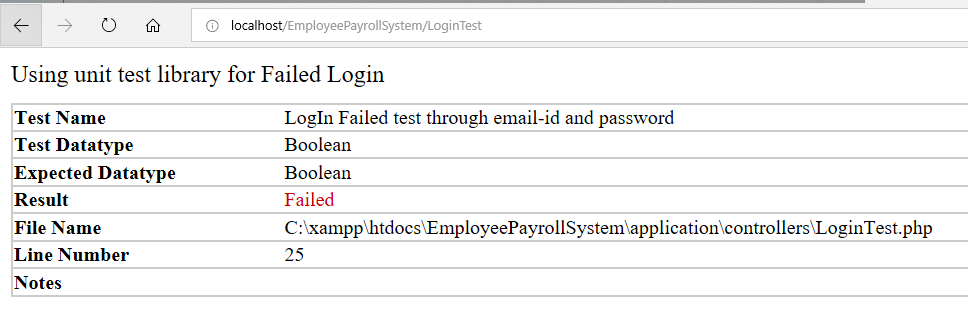 localhost/EmployeePayrollSystem/LoginTest
Using unit test library for Failed Login
Test Name LogIn Failed test through email-id and password
Test Datatype Boolean
Expected Datatype Boolean
Result Failed
File Name C:\xampp\htdocs\EmployeePayrollSystem\application\controllers\LoginTest.php
Line Number 25
Notes